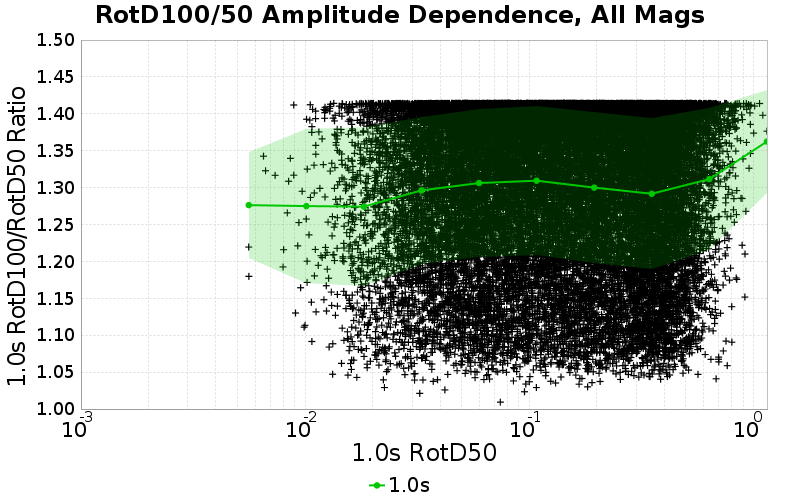 RotD100/50 Amplitude Dependence, All Mags
1.50
1.45
1.40
1.35
1.30
1.25
1.20
1.15
1.10
1.05
1.00
1.0s RotD100/RotD50 Ratio
10-3 10-2 10-1 100
1.0s RotD50
1.0s